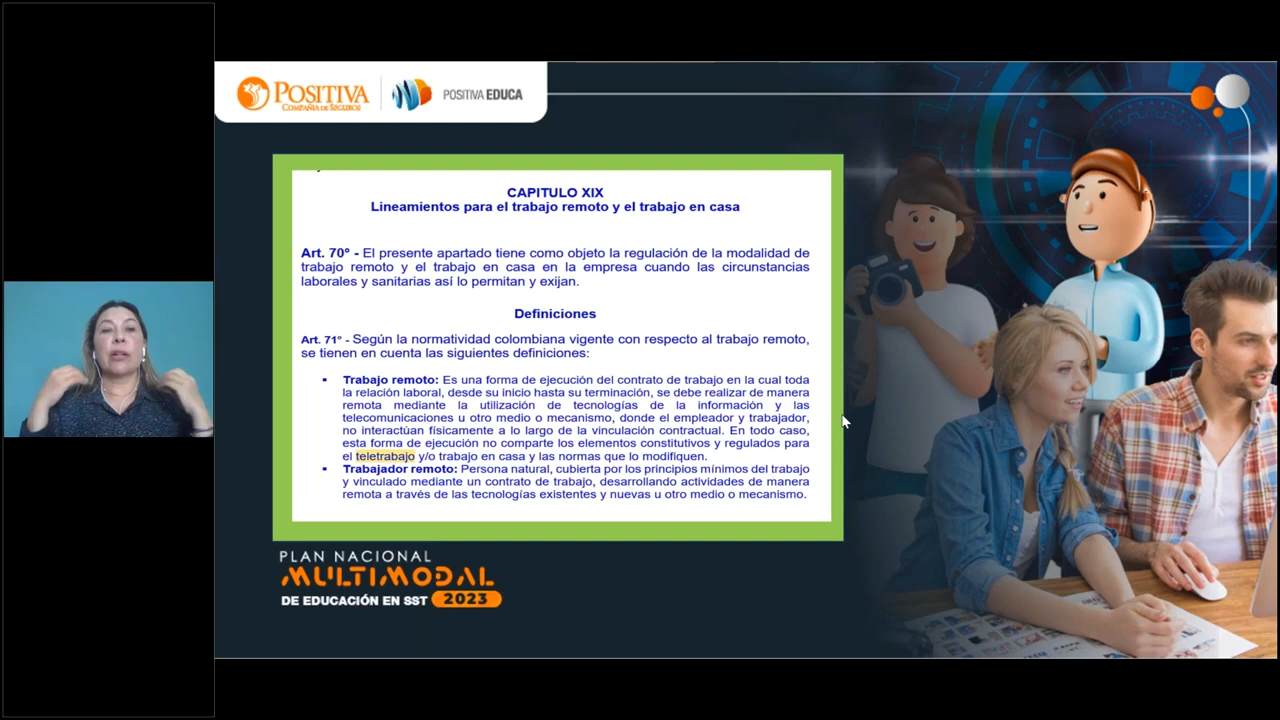 POSITIVA
COMPAÑÍA DE SEGUROS
POSITIVA EDUCA
CAPITULO XIX
Lineamientos para el trabajo remoto y el trabajo en casa
Art. 70° - El presente apartado tiene como objeto la regulación de la modalidad de
trabajo remoto y el trabajo en casa en la empresa cuando las circunstancias
laborales y sanitarias así lo permitan y exijan.
Definiciones
Art. 71° - Según la normatividad colombiana vigente con respecto al trabajo remoto,
se tienen en cuenta las siguientes definiciones:
▪ Trabajo remoto: Es una forma de ejecución del contrato de trabajo en la cual toda
la relación laboral, desde su inicio hasta su terminación, se debe realizar de manera
remota mediante la utilización de tecnologías de la información y las
telecomunicaciones u otro medio o mecanismo, donde el empleador y trabajador,
no interactúan físicamente a lo largo de la vinculación contractual. En todo caso,
esta forma de ejecución no comparte los elementos constitutivos y regulados para
el teletrabajo y/o trabajo en casa y las normas que lo modifiquen.
▪ Trabajador remoto: Persona natural, cubierta por los principios mínimos del trabajo
y vinculado mediante un contrato de trabajo, desarrollando actividades de manera
remota a través de las tecnologías existentes y nuevas u otro medio o mecanismo.
PLAN NACIONAL
MULTIMODAL
DE EDUCACIÓN EN SST 2023